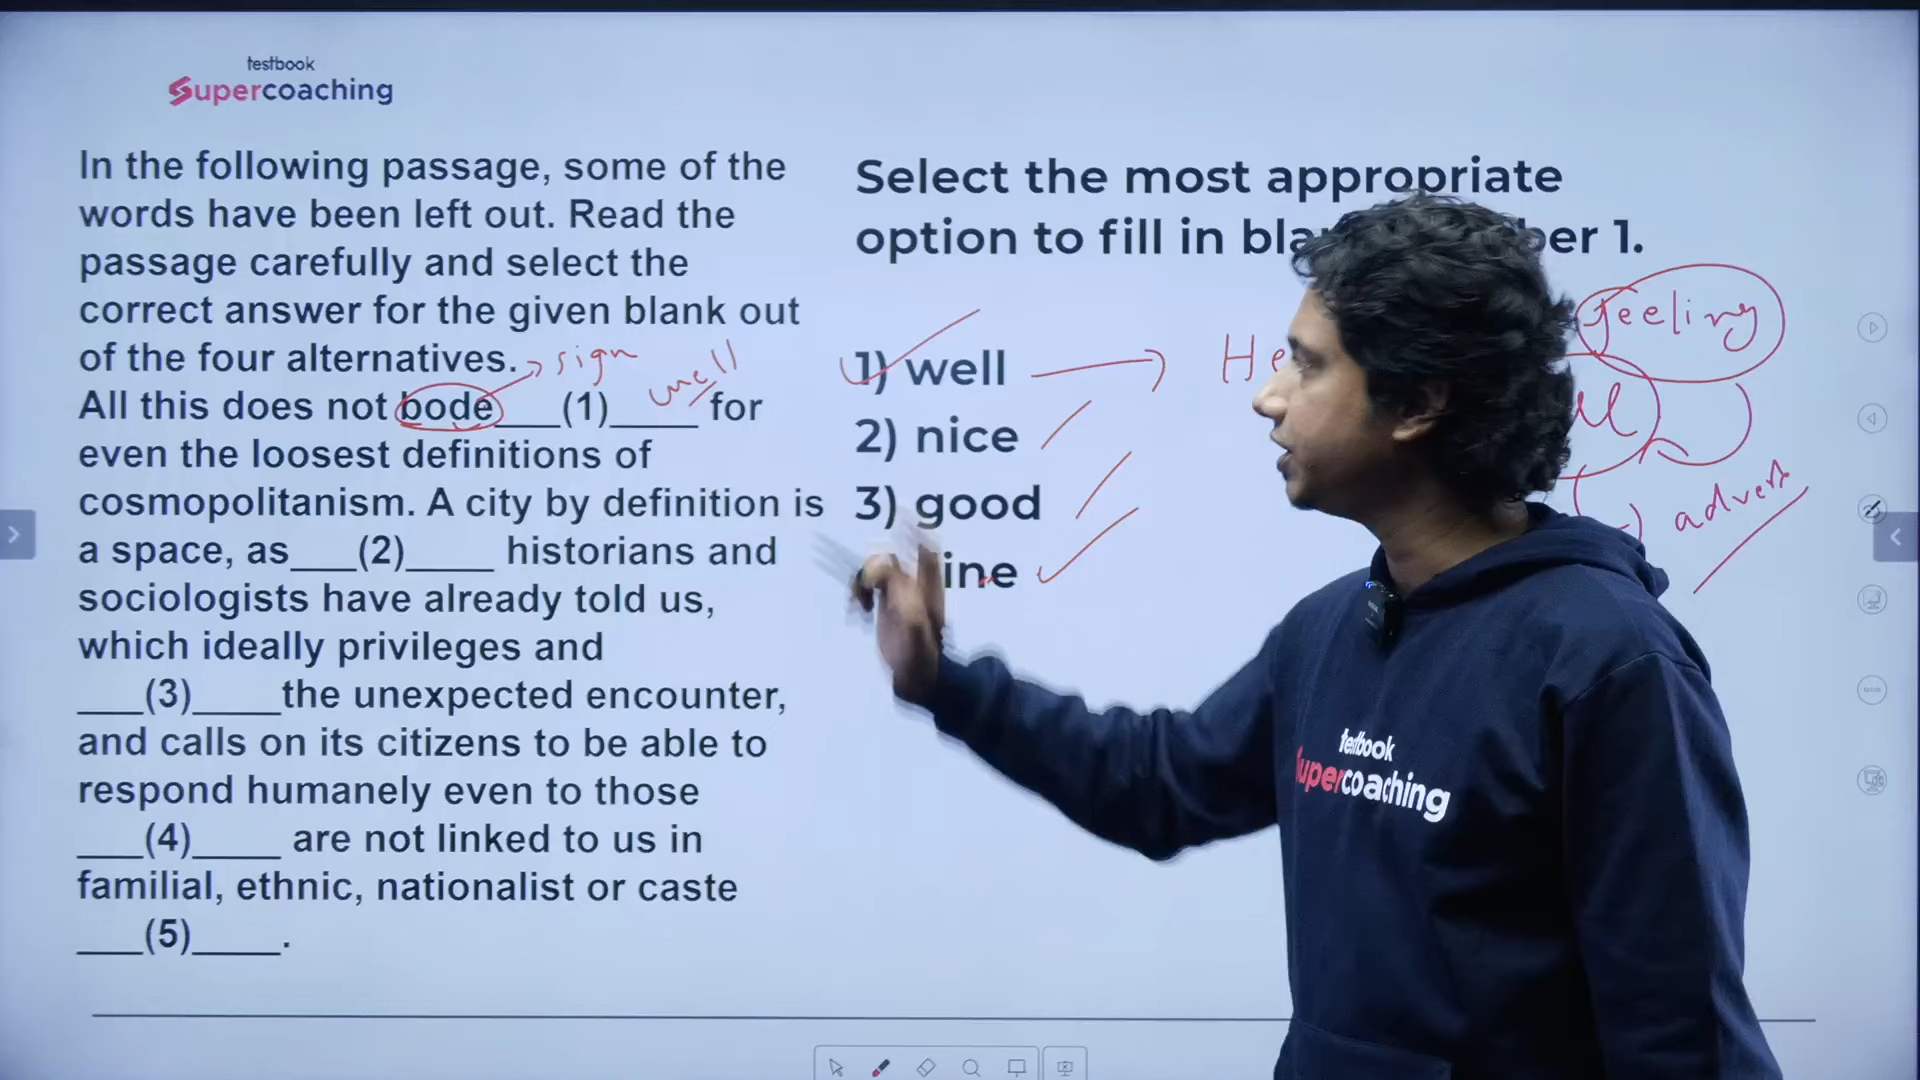 testbook
Supercoaching
In the following passage, some of the
words have been left out. Read the
passage carefully and select the
correct answer for the given blank out
of the four alternatives.
sign
well
All this does not bode___(1)____ for
even the loosest definitions of
cosmopolitanism. A city by definition is
a space, as___(2)____ historians and
sociologists have already told us,
which ideally privileges and
___(3)____the unexpected encounter,
and calls on its citizens to be able to
respond humanely even to those
___(4)____ are not linked to us in
familial, ethnic, nationalist or caste
___(5)____.
Select the most appropriate
option to fill in
1.
feeling
1) well
2) nice
3) good
adverb
testbook
Supercoaching